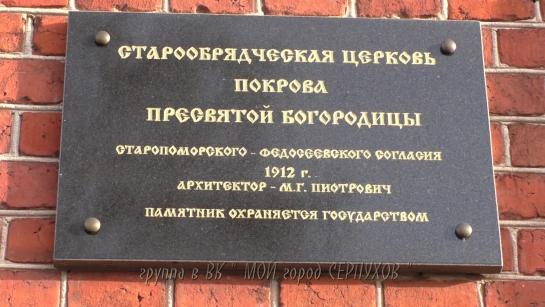 СТАРООБРЯДЧЕСКАЯ ЦЕРКОВЬ
ПОКРОВА
ПРЕСВЯТОЙ БОГОРОДИЦЫ
СТАРОПОМОРСКОГО - ФЕДОСЕЕВСКОГО СОГЛАСИЯ
1912 г.
АРХИТЕКТОР - М.Г. ПИОТРОВИЧ
ПАМЯТНИК ОХРАНЯЕТСЯ ГОСУДАРСТВОМ
группа в ВК " МОЙ город СЕРПУХОВ "